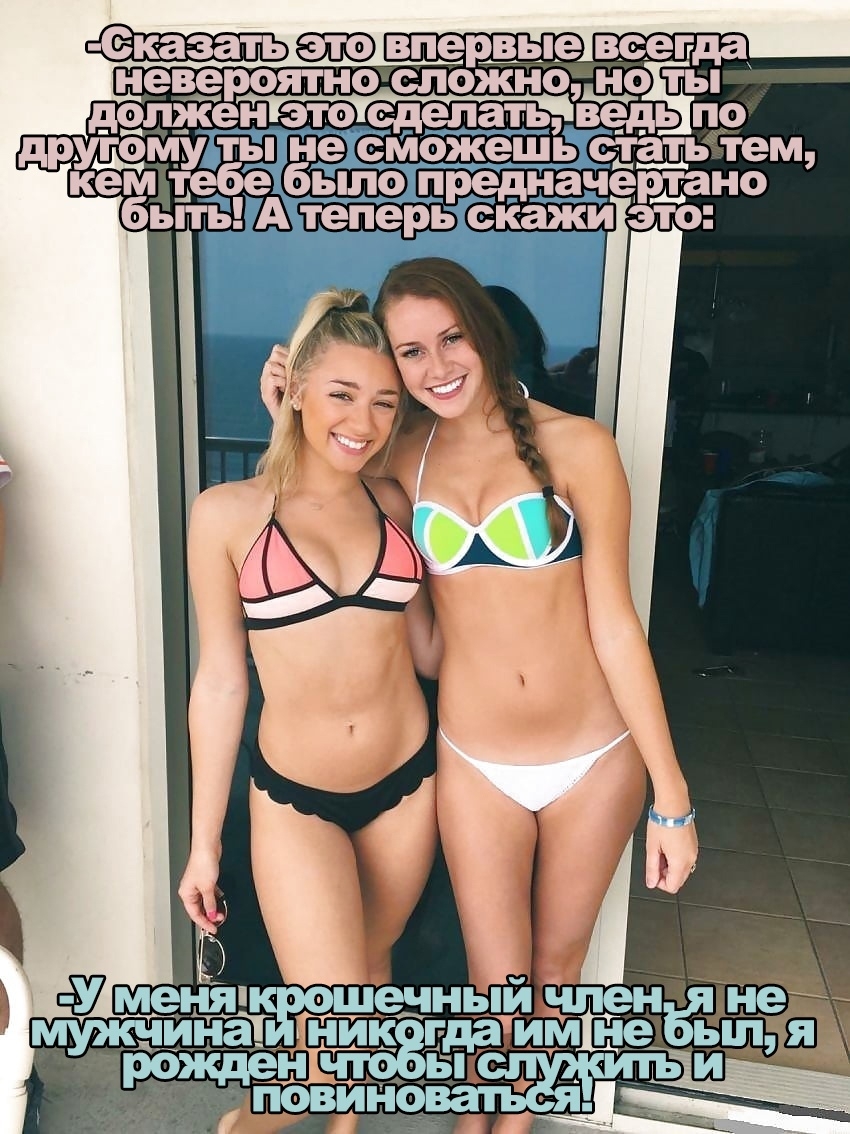 -Сказать это впервые всегда
невероятно сложно, но ты
должен это сделать, ведь по
другому ты не сможешь стать тем,
кем тебе было предначертано
быть! А теперь скажи это:
-У меня крошечный член, я не
мужчина и никогда им не был, я
рожден чтобы служить и
повиноваться!